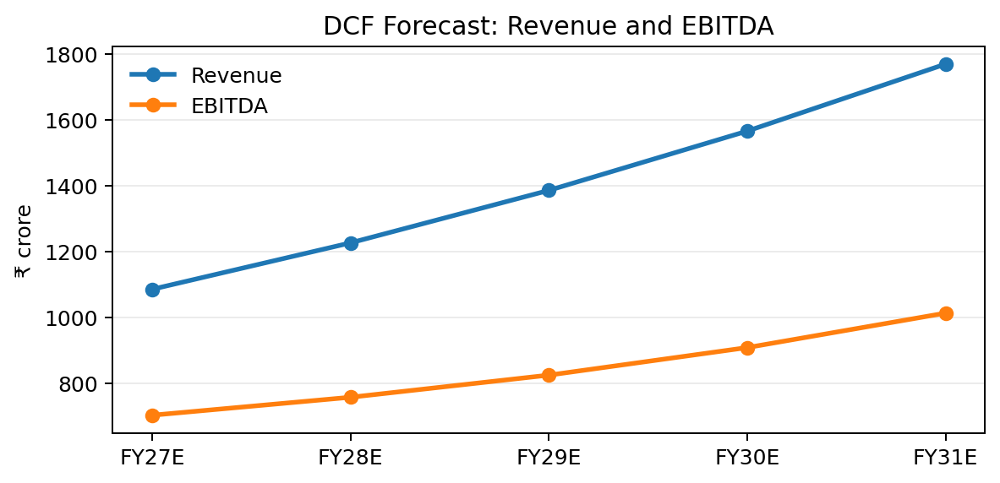 DCF Forecast: Revenue and EBITDA
Revenue
EBITDA
₹ crore
1800
1600
1400
1200
1000
800
FY27E FY28E FY29E FY30E FY31E